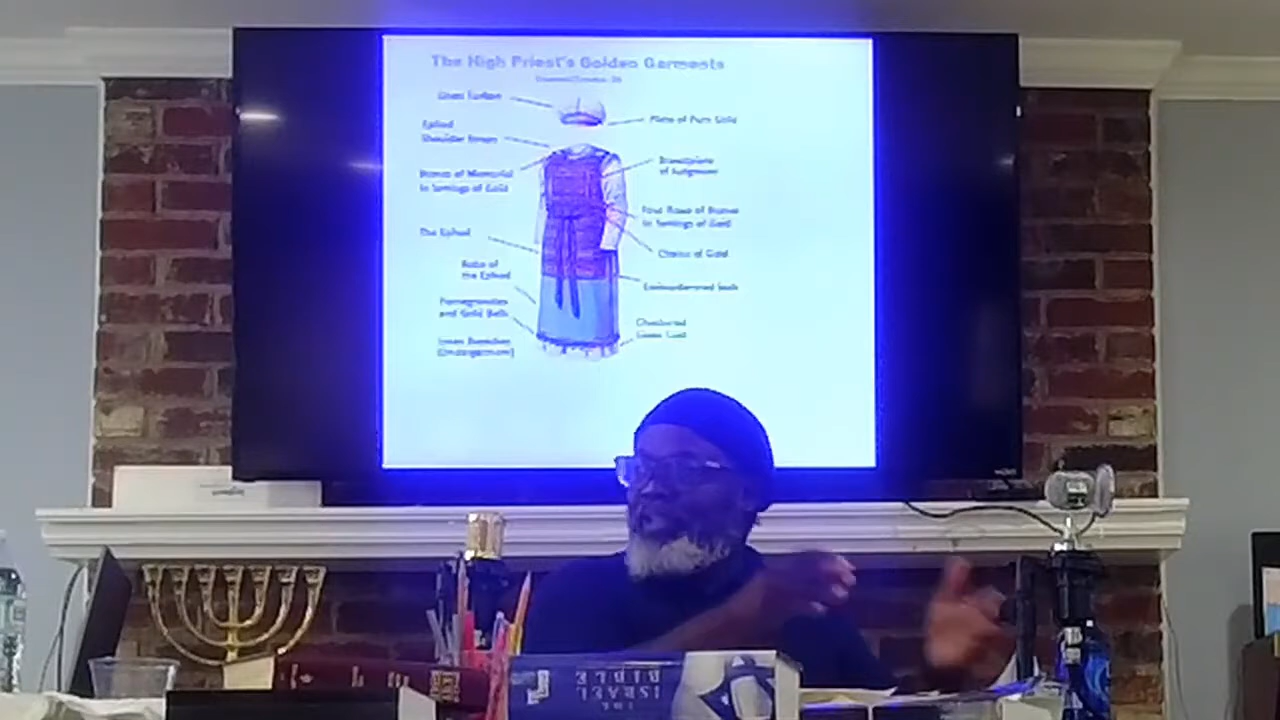 The High Priest's Golden Garments
Linen Turban
Plate of Pure Gold
Ephod
Shoulder Straps
Breastplate
of Judgment
Stones of Memorial
in Settings of Gold
Four Rows of Stones
in Settings of Gold
The Ephod
Chains of Gold
Robe of
the Ephod
Embroidered Sash
Pomegranates
and Gold Bells
Checkered
Linen Coat
Linen Breeches
(Undergarment)
THE
ISRAEL
BIBLE